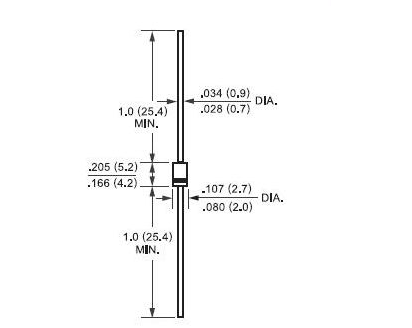 .034 (0.9)
.028 (0.7)
DIA.
1.0 (25.4)
MIN.
.205 (5.2)
.166 (4.2)
.107 (2.7)
.080 (2.0)
DIA.
1.0 (25.4)
MIN.